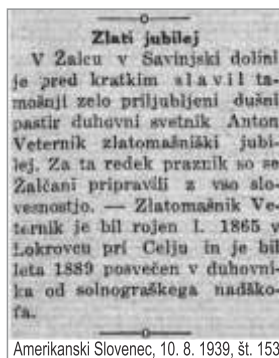 Zlati jubilej
V Žalcu v Savinjski dolini
je pred kratkim slavil ta-
mošnji zelo priljubljeni dušni
pastir duhovni svetnik Anton
Veternik zlatomašniški jubi-
lej. Za ta redek praznik so se
Žalčani pripravili z vso slo-
vesnostjo. — Zlatomašnik Ve-
ternik je bil rojen l. 1865 v
Lokrovcu pri Celju in je bil
leta 1889 posvečen v duhovni-
ka od solnograškega nadško-
fa.
Amerikanski Slovenec, 10. 8. 1939, št. 153